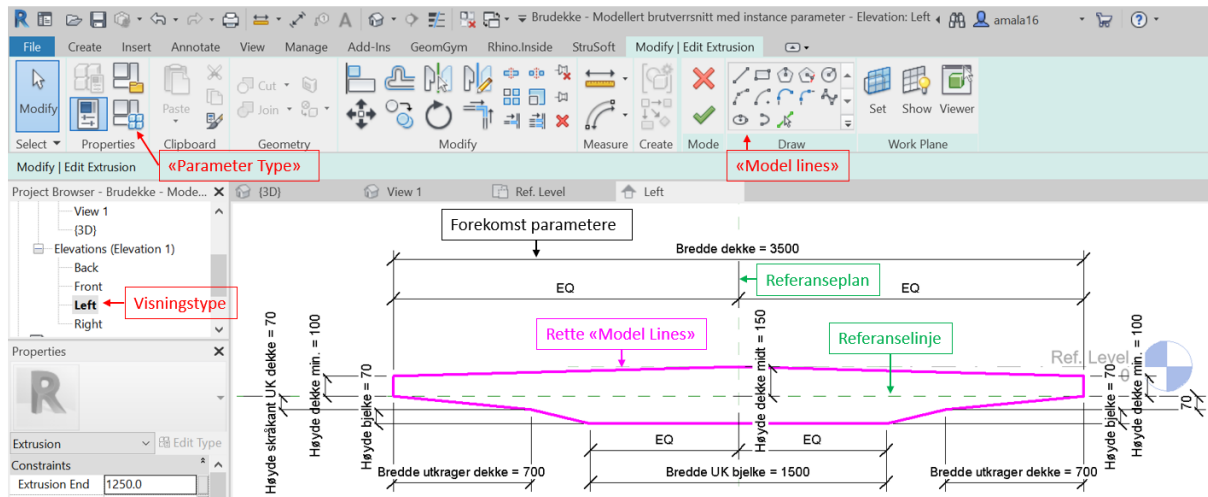 Brudekke - Modellert brutverrsnitt med instance parameter - Elevation: Left
amala16
File Create Insert Annotate View Manage Add-Ins GeomGym Rhino.Inside StruSoft Modify | Edit Extrusion
Modify
Paste
Cut
Join
Set Show Viewer
Select Properties Clipboard Geometry Modify Measure Create Mode Draw Work Plane
«Parameter Type»
«Model lines»
Modify | Edit Extrusion
Project Browser - Brudekke - Mode...
{3D} View 1 Ref. Level Left
View 1
{3D}
Elevations (Elevation 1)
Back
Front
Left
Right
Visningstype
Forekomst parametere
Bredde dekke = 3500
Referanseplan
EQ EQ
Rette «Model Lines»
Referanselinje
Ref. Level
0
Høyde skråkant UK dekke = 70
Høyde dekke min. = 100
Høyde bjelke = 70
Høyde dekke midt = 150
Høyde bjelke = 70
Høyde dekke min. = 100
70
EQ EQ
Bredde utkrager dekke = 700
Bredde UK bjelke = 1500
Bredde utkrager dekke = 700
Properties
R
Extrusion
Edit Type
Constraints
Extrusion End 1250.0